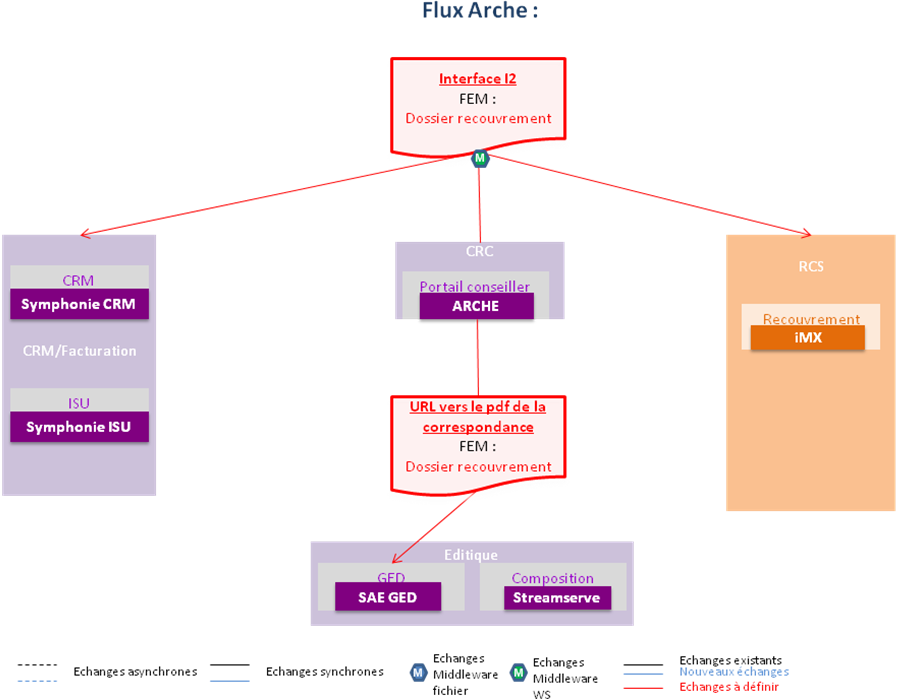 Flux Arche :
Interface I2
FEM :
Dossier recouvrement
M
CRM
Symphonie CRM
CRM/Facturation
ISU
Symphonie ISU
CRC
Portail conseiller
ARCHE
RCS
Recouvrement
iMX
URL vers le pdf de la
correspondance
FEM :
Dossier recouvrement
Editique
GED
SAE GED
Composition
Streamserve
Echanges asynchrones
Echanges synchrones
M
Echanges
Middleware
fichier
M
Echanges
Middleware
WS
Echanges existants
Nouveaux échanges
Echanges à définir